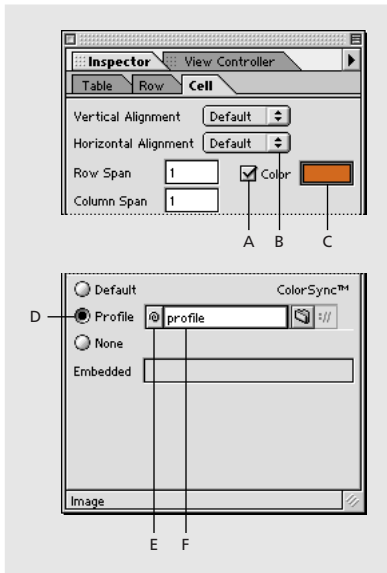 Inspector View Controller
Table Row Cell
Vertical Alignment Default
Horizontal Alignment Default
Row Span 1 Color
Column Span 1
A B C
Default ColorSync™
D Profile profile ://
None
Embedded
Image
E F